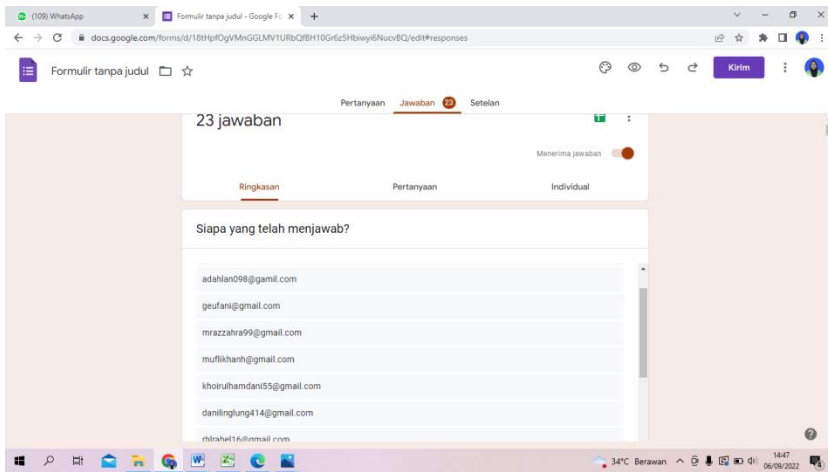 (109) WhatsApp
Formulir tanpa judul - Google Fo
docs.google.com/forms/d/18tHpfOgVMnGGLMV1URbQfBH10Gr6z5Hbiwyi6NucvBQ/edit#responses
Formulir tanpa judul
Kirim
Pertanyaan Jawaban 23 Setelan
23 jawaban
Menerima jawaban
Ringkasan Pertanyaan Individual
Siapa yang telah menjawab?
adahlan098@gamil.com
geufani@gmail.com
mrazzahra99@gmail.com
muflikhanh@gmail.com
khoirulhamdani55@gmail.com
danilinglung414@gmail.com
rhlrahel16@gmail.com
34°C Berawan
14:47
06/09/2022